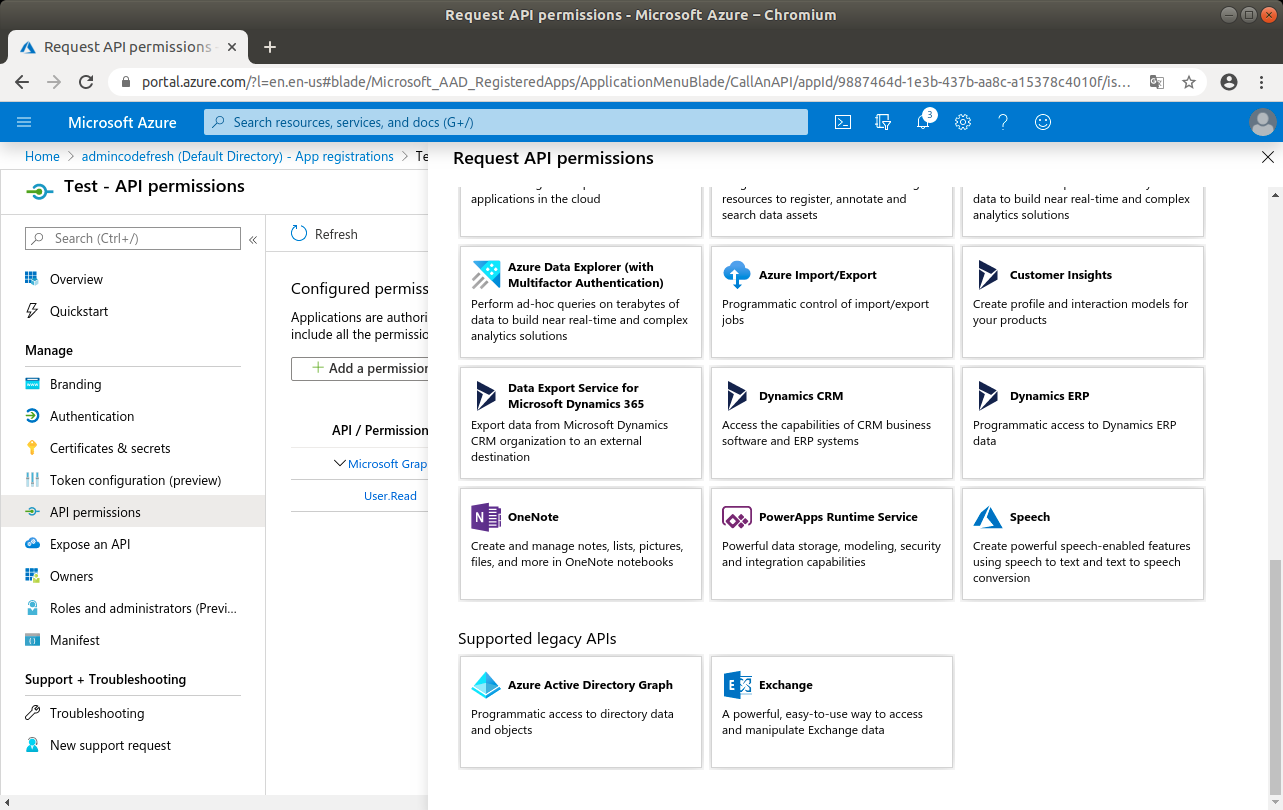 Request API permissions - Microsoft Azure – Chromium
Request API permissions
portal.azure.com/?l=en.en-us#blade/Microsoft_AAD_RegisteredApps/ApplicationMenuBlade/CallAnAPI/appId/9887464d-1e3b-437b-aa8c-a15378c4010f/is…
Microsoft Azure
Search resources, services, and docs (G+/)
3
Home > admincodefresh (Default Directory) - App registrations > Te
Test - API permissions
Search (Ctrl+/)
«
Overview
Quickstart
Manage
Branding
Authentication
Certificates & secrets
Token configuration (preview)
API permissions
Expose an API
Owners
Roles and administrators (Previ...
Manifest
Support + Troubleshooting
Troubleshooting
New support request
Refresh
Configured permiss
Applications are authori
include all the permissio
+ Add a permission
API / Permission
Microsoft Grap
User.Read
Request API permissions
applications in the cloud
resources to register, annotate and
search data assets
data to build near real-time and complex
analytics solutions
Azure Data Explorer (with
Multifactor Authentication)
Perform ad-hoc queries on terabytes of
data to build near real-time and complex
analytics solutions
Azure Import/Export
Programmatic control of import/export
jobs
Customer Insights
Create profile and interaction models for
your products
Data Export Service for
Microsoft Dynamics 365
Export data from Microsoft Dynamics
CRM organization to an external
destination
Dynamics CRM
Access the capabilities of CRM business
software and ERP systems
Dynamics ERP
Programmatic access to Dynamics ERP
data
OneNote
Create and manage notes, lists, pictures,
files, and more in OneNote notebooks
PowerApps Runtime Service
Powerful data storage, modeling, security
and integration capabilities
Speech
Create powerful speech-enabled features
using speech to text and text to speech
conversion
Supported legacy APIs
Azure Active Directory Graph
Programmatic access to directory data
and objects
Exchange
A powerful, easy-to-use way to access
and manipulate Exchange data